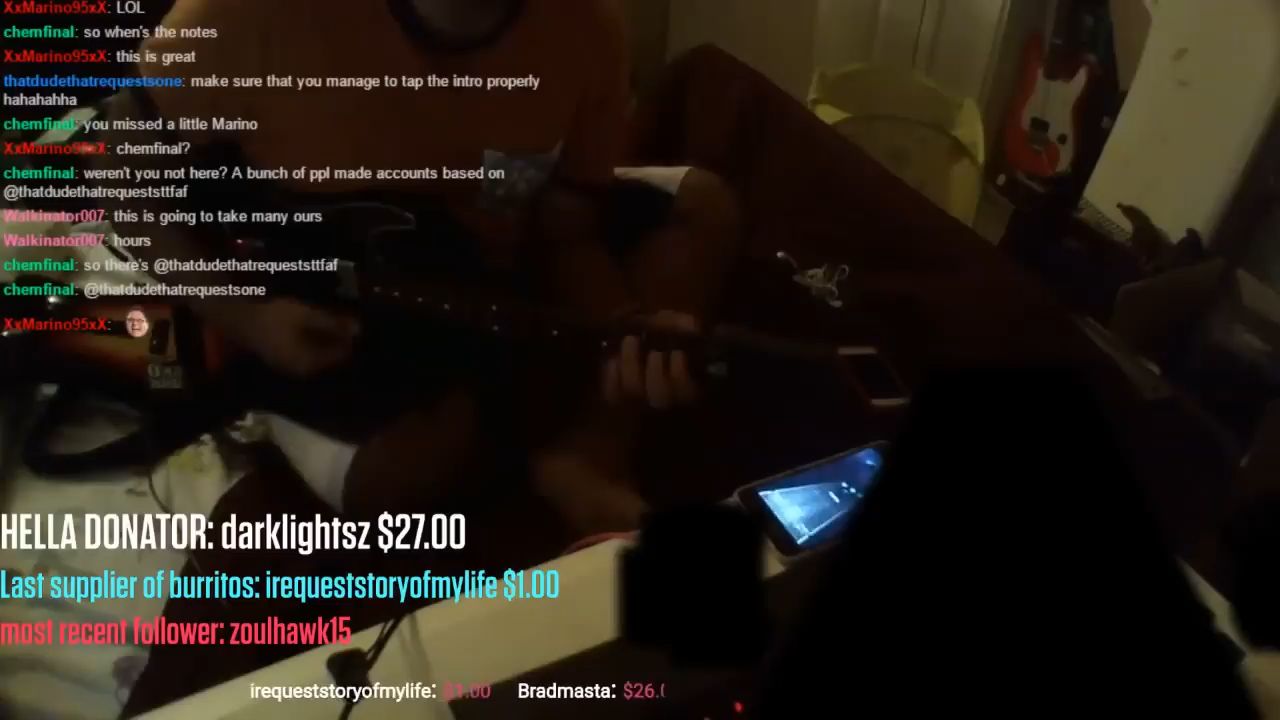 XxMarino95xX: LOL
chemfinal: so when's the notes
XxMarino95xX: this is great
thatdudethatrequestsone: make sure that you manage to tap the intro properly
hahahahha
chemfinal: you missed a little Marino
XxMarino95xX: chemfinal?
chemfinal: weren't you not here? A bunch of ppl made accounts based on
@thatdudethatrequeststtfaf
Walkinator007: this is going to take many ours
Walkinator007: hours
chemfinal: so there's @thatdudethatrequeststtfaf
chemfinal: @thatdudethatrequestsone
XxMarino95xX:
HELLA DONATOR: darklightsz $27.00
Last supplier of burritos: irequeststoryofmylife $1.00
most recent follower: zoulhawk15
irequeststoryofmylife: $1.00 Bradmasta: $26.(